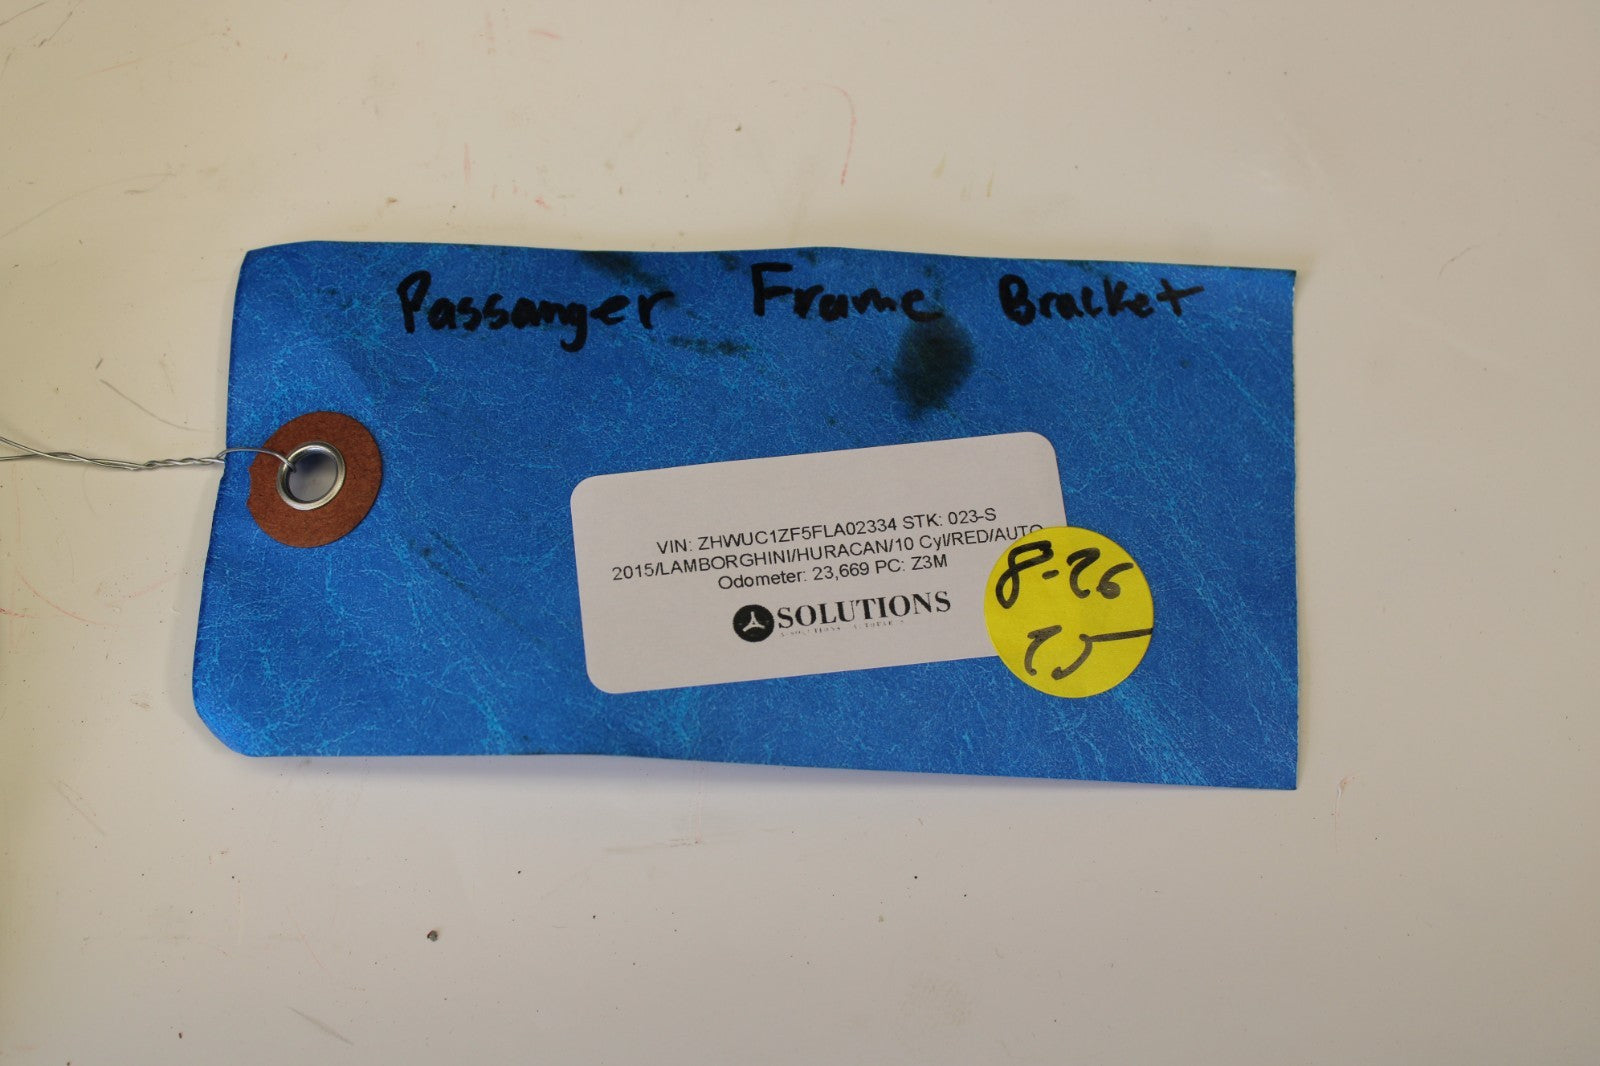 Passanger Frame Bracket
VIN: ZHWUC1ZF5FLA02334 STK: 023-S
2015/LAMBORGHINI/HURACAN/10 Cyl/RED/AUTO
Odometer: 23,669 PC: Z3M
SOLUTIONS
8-26
25